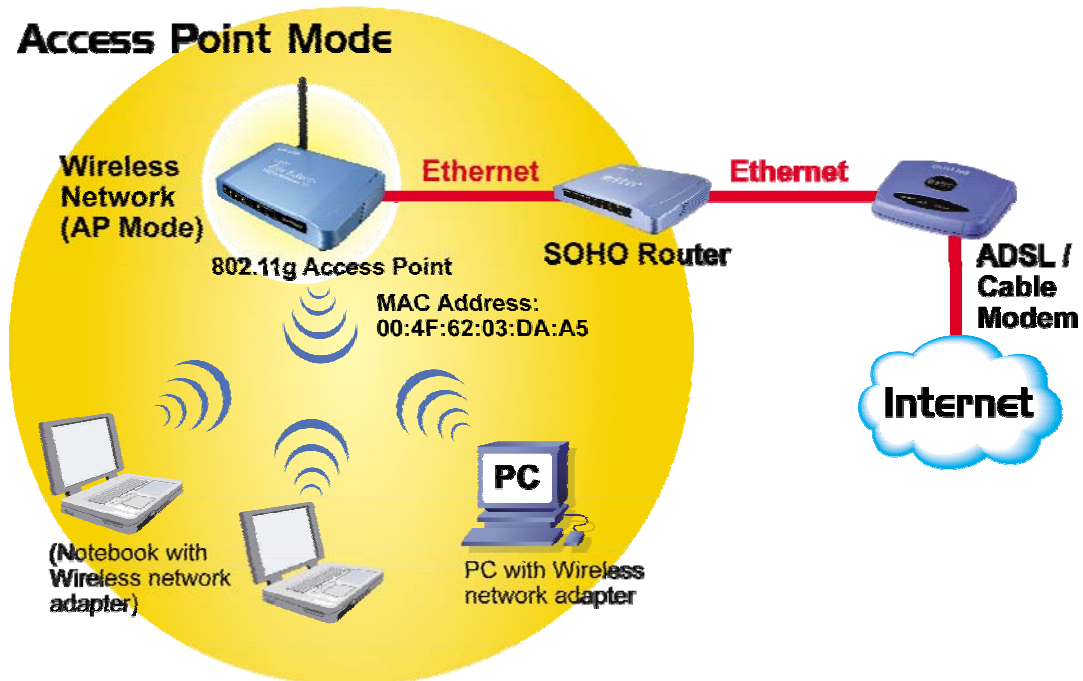 Access Point Mode
Wireless
Network
(AP Mode)
Ethernet
Ethernet
802.11g Access Point
SOHO Router
ADSL /
Cable
Modem
MAC Address:
00:4F:62:03:DA:A5
Internet
PC
(Notebook with
Wireless network
adapter)
PC with Wireless
network adapter